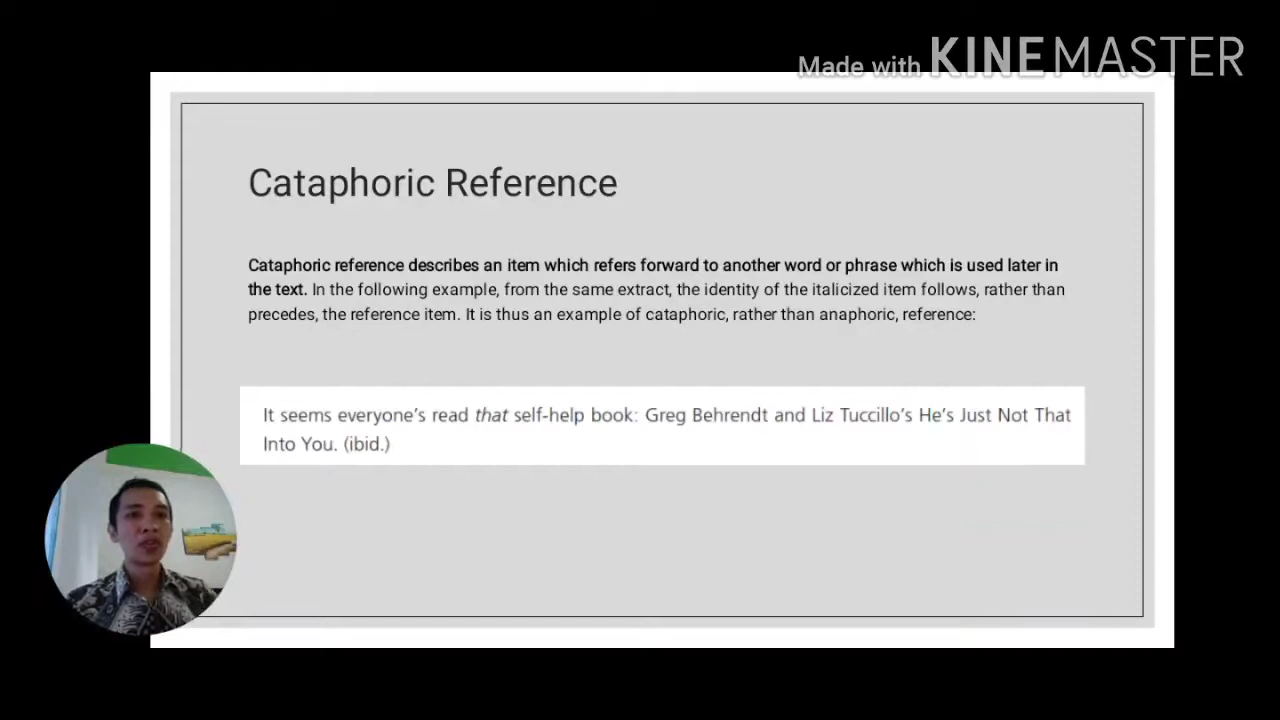 Made with KINEMASTER
Cataphoric Reference
Cataphoric reference describes an item which refers forward to another word or phrase which is used later in
the text. In the following example, from the same extract, the identity of the italicized item follows, rather than
precedes, the reference item. It is thus an example of cataphoric, rather than anaphoric, reference:
It seems everyone's read that self-help book: Greg Behrendt and Liz Tuccillo's He's Just Not That
Into You. (ibid.)